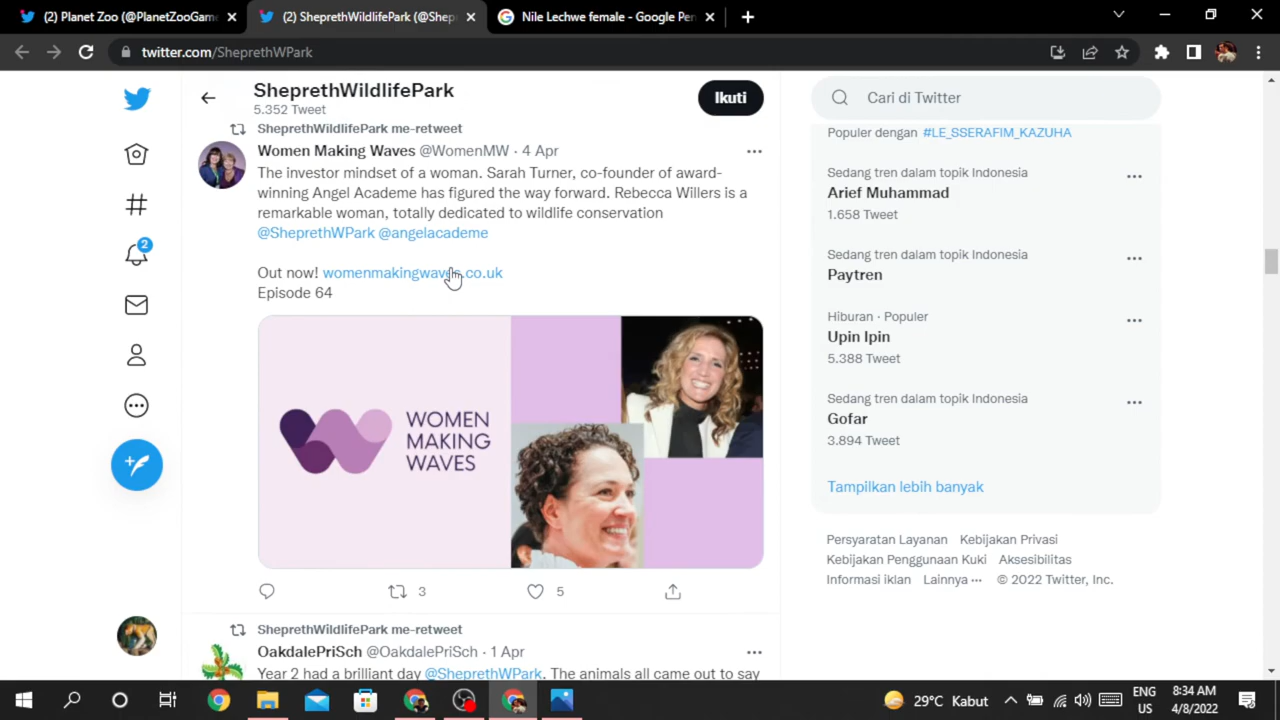 (2) Planet Zoo (@PlanetZooGam
(2) SheprethWildlifePark (@Shep
Nile Lechwe female - Google Pen
twitter.com/SheprethWPark
SheprethWildlifePark
5.352 Tweet
Ikuti
SheprethWildlifePark me-retweet
Women Making Waves @WomenMW · 4 Apr
The investor mindset of a woman. Sarah Turner, co-founder of award-
winning Angel Academe has figured the way forward. Rebecca Willers is a
remarkable woman, totally dedicated to wildlife conservation
@SheprethWPark @angelacademe
Out now! womenmakingwaves.co.uk
Episode 64
WOMEN
MAKING
WAVES
3
5
SheprethWildlifePark me-retweet
OakdalePriSch @OakdalePriSch · 1 Apr
Year 2 had a brilliant day @SheprethWPark. The animals all came out to say
2
Cari di Twitter
Populer dengan #LE_SSERAFIM_KAZUHA
Sedang tren dalam topik Indonesia
Arief Muhammad
1.658 Tweet
Sedang tren dalam topik Indonesia
Paytren
Hiburan · Populer
Upin Ipin
5.388 Tweet
Sedang tren dalam topik Indonesia
Gofar
3.894 Tweet
Tampilkan lebih banyak
Persyaratan Layanan Kebijakan Privasi
Kebijakan Penggunaan Kuki Aksesibilitas
Informasi iklan Lainnya ··· © 2022 Twitter, Inc.
29°C Kabut
ENG
US
8:34 AM
4/8/2022